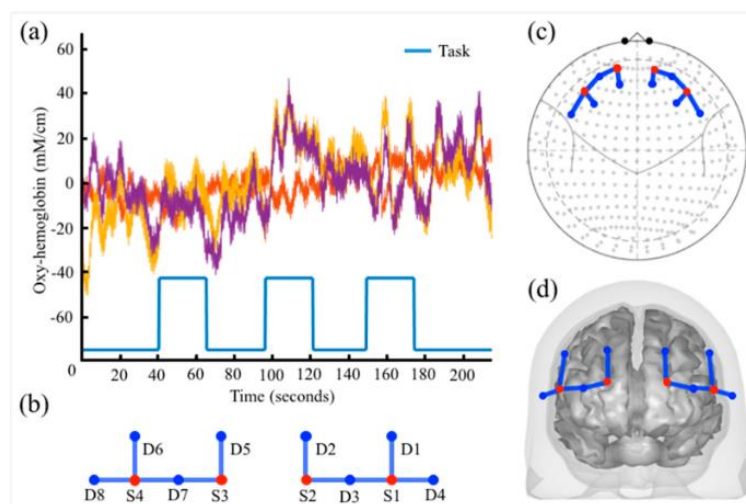 (a)
60
40
20
0
-20
-40
-60
Oxy-hemoglobin (mM/cm)
Task
0 20 40 60 80 100 120 140 160 180 200
Time (seconds)
(b)
D6 D5 D2 D1
D8 S4 D7 S3 S2 D3 S1 D4
(c)
(d)